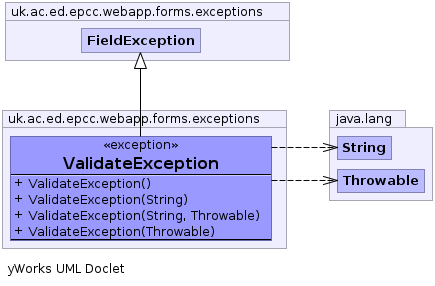 uk.ac.ed.epcc.webapp.forms.exceptions
FieldException
uk.ac.ed.epcc.webapp.forms.exceptions
«exception»
ValidateException
+ ValidateException()
+ ValidateException(String)
+ ValidateException(String, Throwable)
+ ValidateException(Throwable)
java.lang
String
Throwable
yWorks UML Doclet